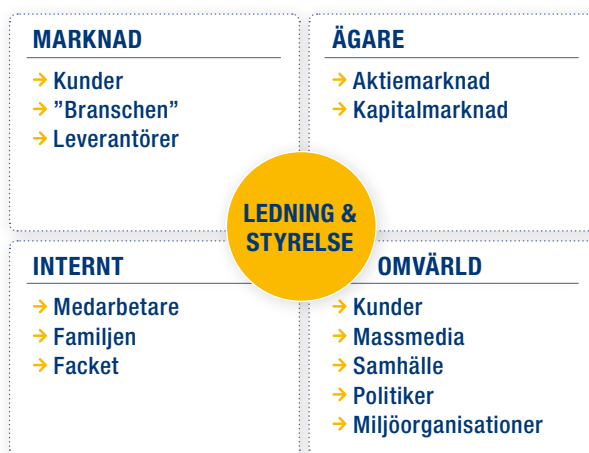 MARKNAD
→ Kunder
→ ”Branschen”
→ Leverantörer
ÄGARE
→ Aktiemarknad
→ Kapitalmarknad
LEDNING &
STYRELSE
INTERNT
→ Medarbetare
→ Familjen
→ Facket
OMVÄRLD
→ Kunder
→ Massmedia
→ Samhälle
→ Politiker
→ Miljöorganisationer